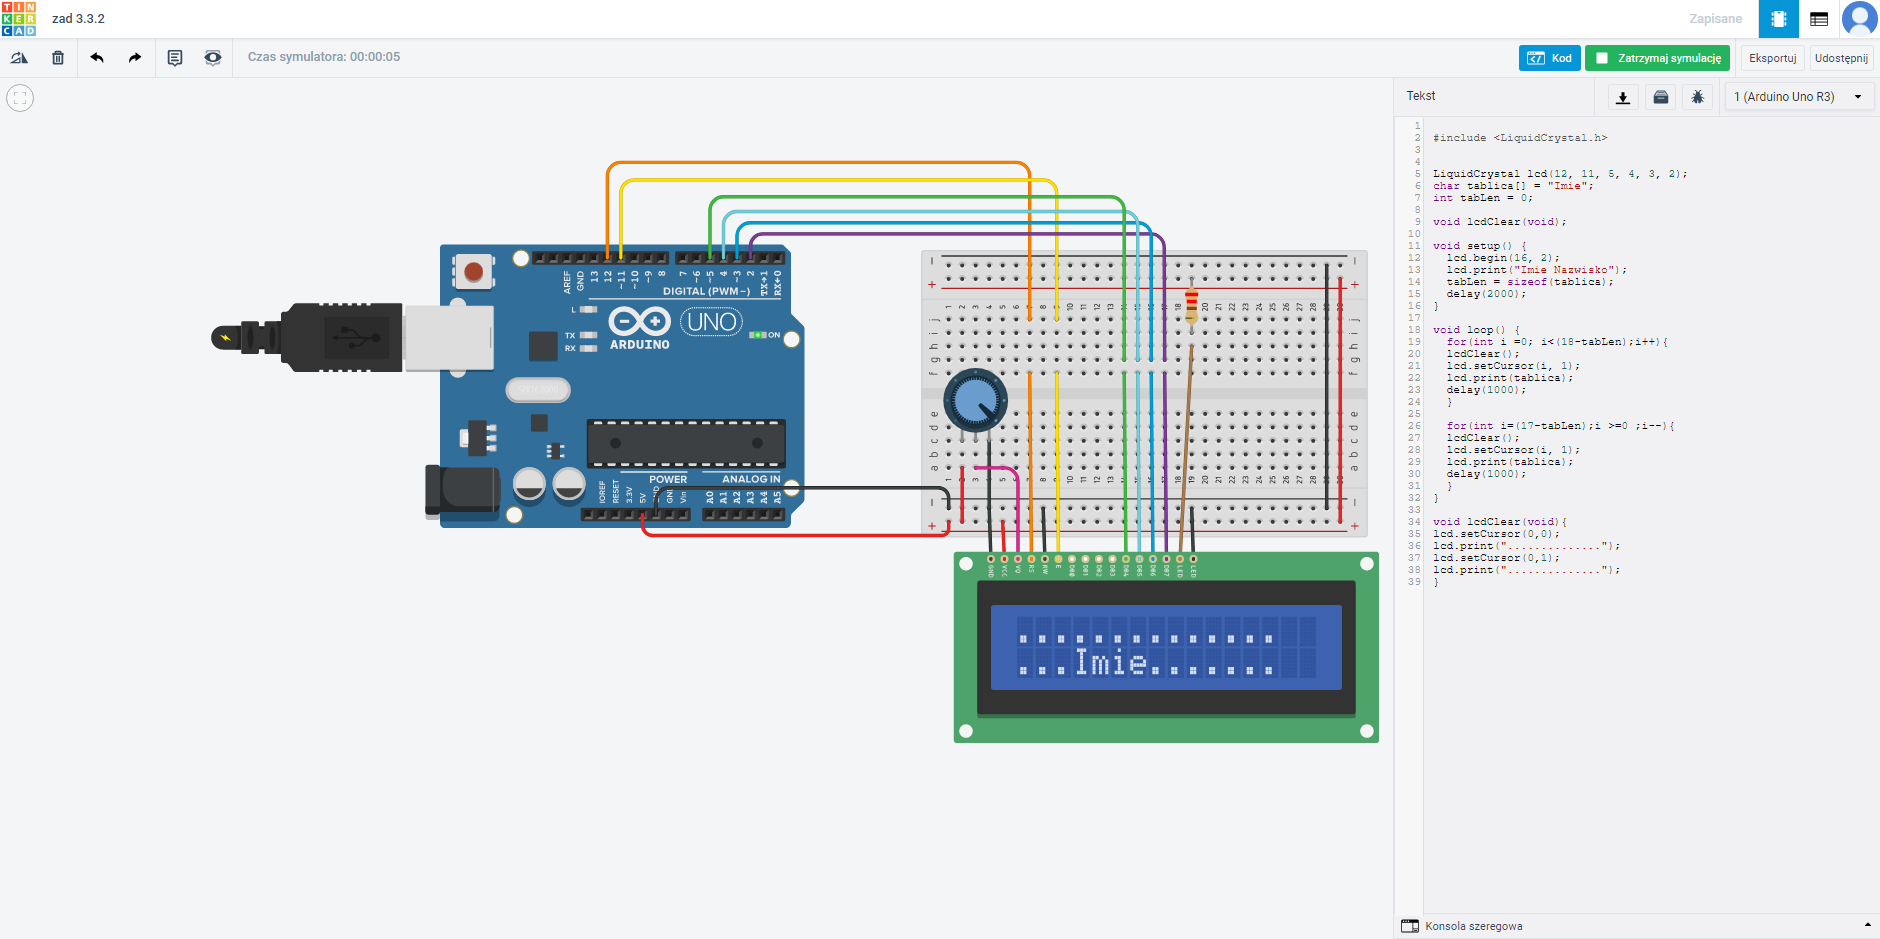 TINKERCAD
zad 3.3.2
Zapisane
Czas symulatora: 00:00:05
Kod
Zatrzymaj symulację
Eksportuj
Udostępnij
Tekst
1 (Arduino Uno R3)
1
2 #include <LiquidCrystal.h>
3
4
5 LiquidCrystal lcd(12, 11, 5, 4, 3, 2);
6 char tablica[] = "Imie";
7 int tabLen = 0;
8
9 void lcdClear(void);
10
11 void setup() {
12 lcd.begin(16, 2);
13 lcd.print("Imie Nazwisko");
14 tabLen = sizeof(tablica);
15 delay(2000);
16 }
17
18 void loop() {
19 for(int i =0; i<(18-tabLen);i++){
20 lcdClear();
21 lcd.setCursor(i, 1);
22 lcd.print(tablica);
23 delay(1000);
24 }
25
26 for(int i=(17-tabLen);i >=0 ;i--){
27 lcdClear();
28 lcd.setCursor(i, 1);
29 lcd.print(tablica);
30 delay(1000);
31 }
32 }
33
34 void lcdClear(void){
35 lcd.setCursor(0,0);
36 lcd.print("..............");
37 lcd.setCursor(0,1);
38 lcd.print("..............");
39 }
Konsola szeregowa
AREF GND 13 12 ~11 ~10 ~9 8 7 ~6 ~5 4 ~3 2 TX→1 RX←0
DIGITAL (PWM~)
L
TX
RX
UNO
ON
ARDUINO
POWER
ANALOG IN
IOREF RESET 3.3V 5V GND GND Vin A0 A1 A2 A3 A4 A5
GND VCC V0 RS RW E DB0 DB1 DB2 DB3 DB4 DB5 DB6 DB7 LED LED
..............
...Imie.......